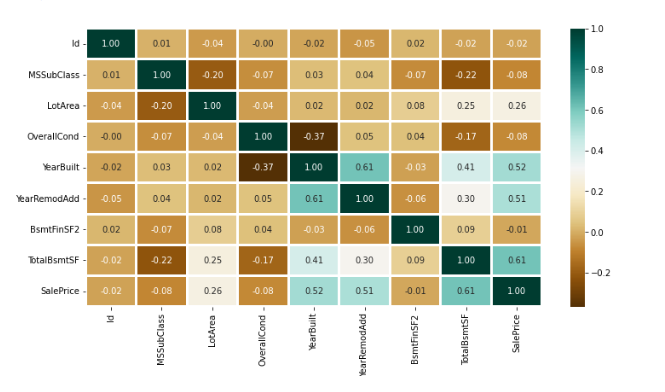 Id 1.00 0.01 -0.04 -0.00 -0.02 -0.05 0.02 -0.02 -0.02
MSSubClass 0.01 1.00 -0.20 -0.07 0.03 0.04 -0.07 -0.22 -0.08
LotArea -0.04 -0.20 1.00 -0.04 0.02 0.02 0.08 0.25 0.26
OverallCond -0.00 -0.07 -0.04 1.00 -0.37 0.05 0.04 -0.17 -0.08
YearBuilt -0.02 0.03 0.02 -0.37 1.00 0.61 -0.03 0.41 0.52
YearRemodAdd -0.05 0.04 0.02 0.05 0.61 1.00 -0.06 0.30 0.51
BsmtFinSF2 0.02 -0.07 0.08 0.04 -0.03 -0.06 1.00 0.09 -0.01
TotalBsmtSF -0.02 -0.22 0.25 -0.17 0.41 0.30 0.09 1.00 0.61
SalePrice -0.02 -0.08 0.26 -0.08 0.52 0.51 -0.01 0.61 1.00
Id
MSSubClass
LotArea
OverallCond
YearBuilt
YearRemodAdd
BsmtFinSF2
TotalBsmtSF
SalePrice
1.0
0.8
0.6
0.4
0.2
0.0
−0.2